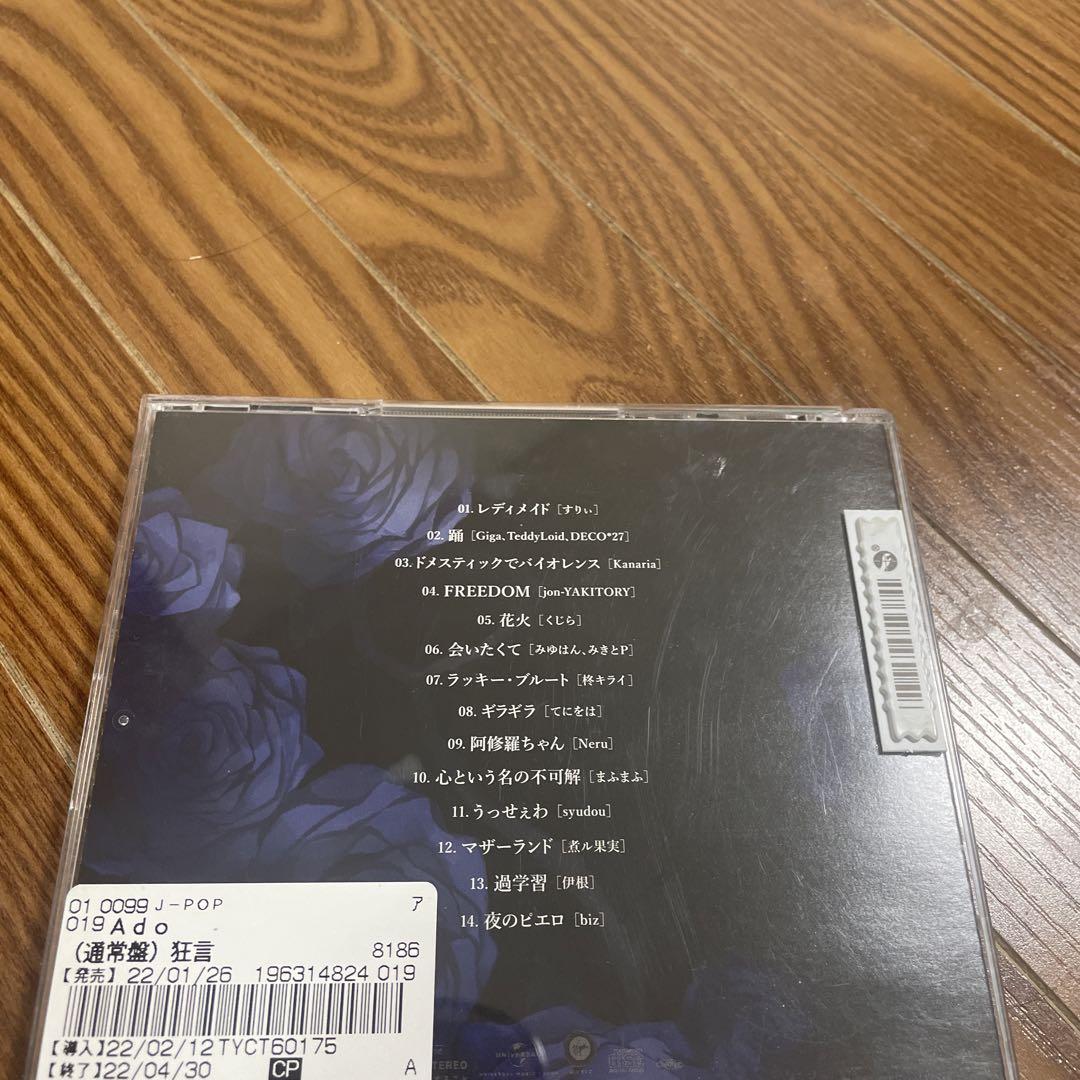 01. レディメイド［すりぃ］
02. 踊［Giga、TeddyLoid、DECO*27］
03. ドメスティックでバイオレンス［Kanaria］
04. FREEDOM［jon-YAKITORY］
05. 花火［くじら］
06. 会いたくて［みゆはん、みきとP］
07. ラッキー・ブルート［柊キライ］
08. ギラギラ［てにをは］
09. 阿修羅ちゃん［Neru］
10. 心という名の不可解［まふまふ］
11. うっせぇわ［syudou］
12. マザーランド［煮ル果実］
13. 過学習［伊根］
14. 夜のピエロ［biz］
01 0099 J-POP ア
019 Ado
（通常盤）狂言 8186
【発売】22/01/26 196314824 019
【導入】22/02/12 TYCT60175
【終了】22/04/30 CP A
STEREO